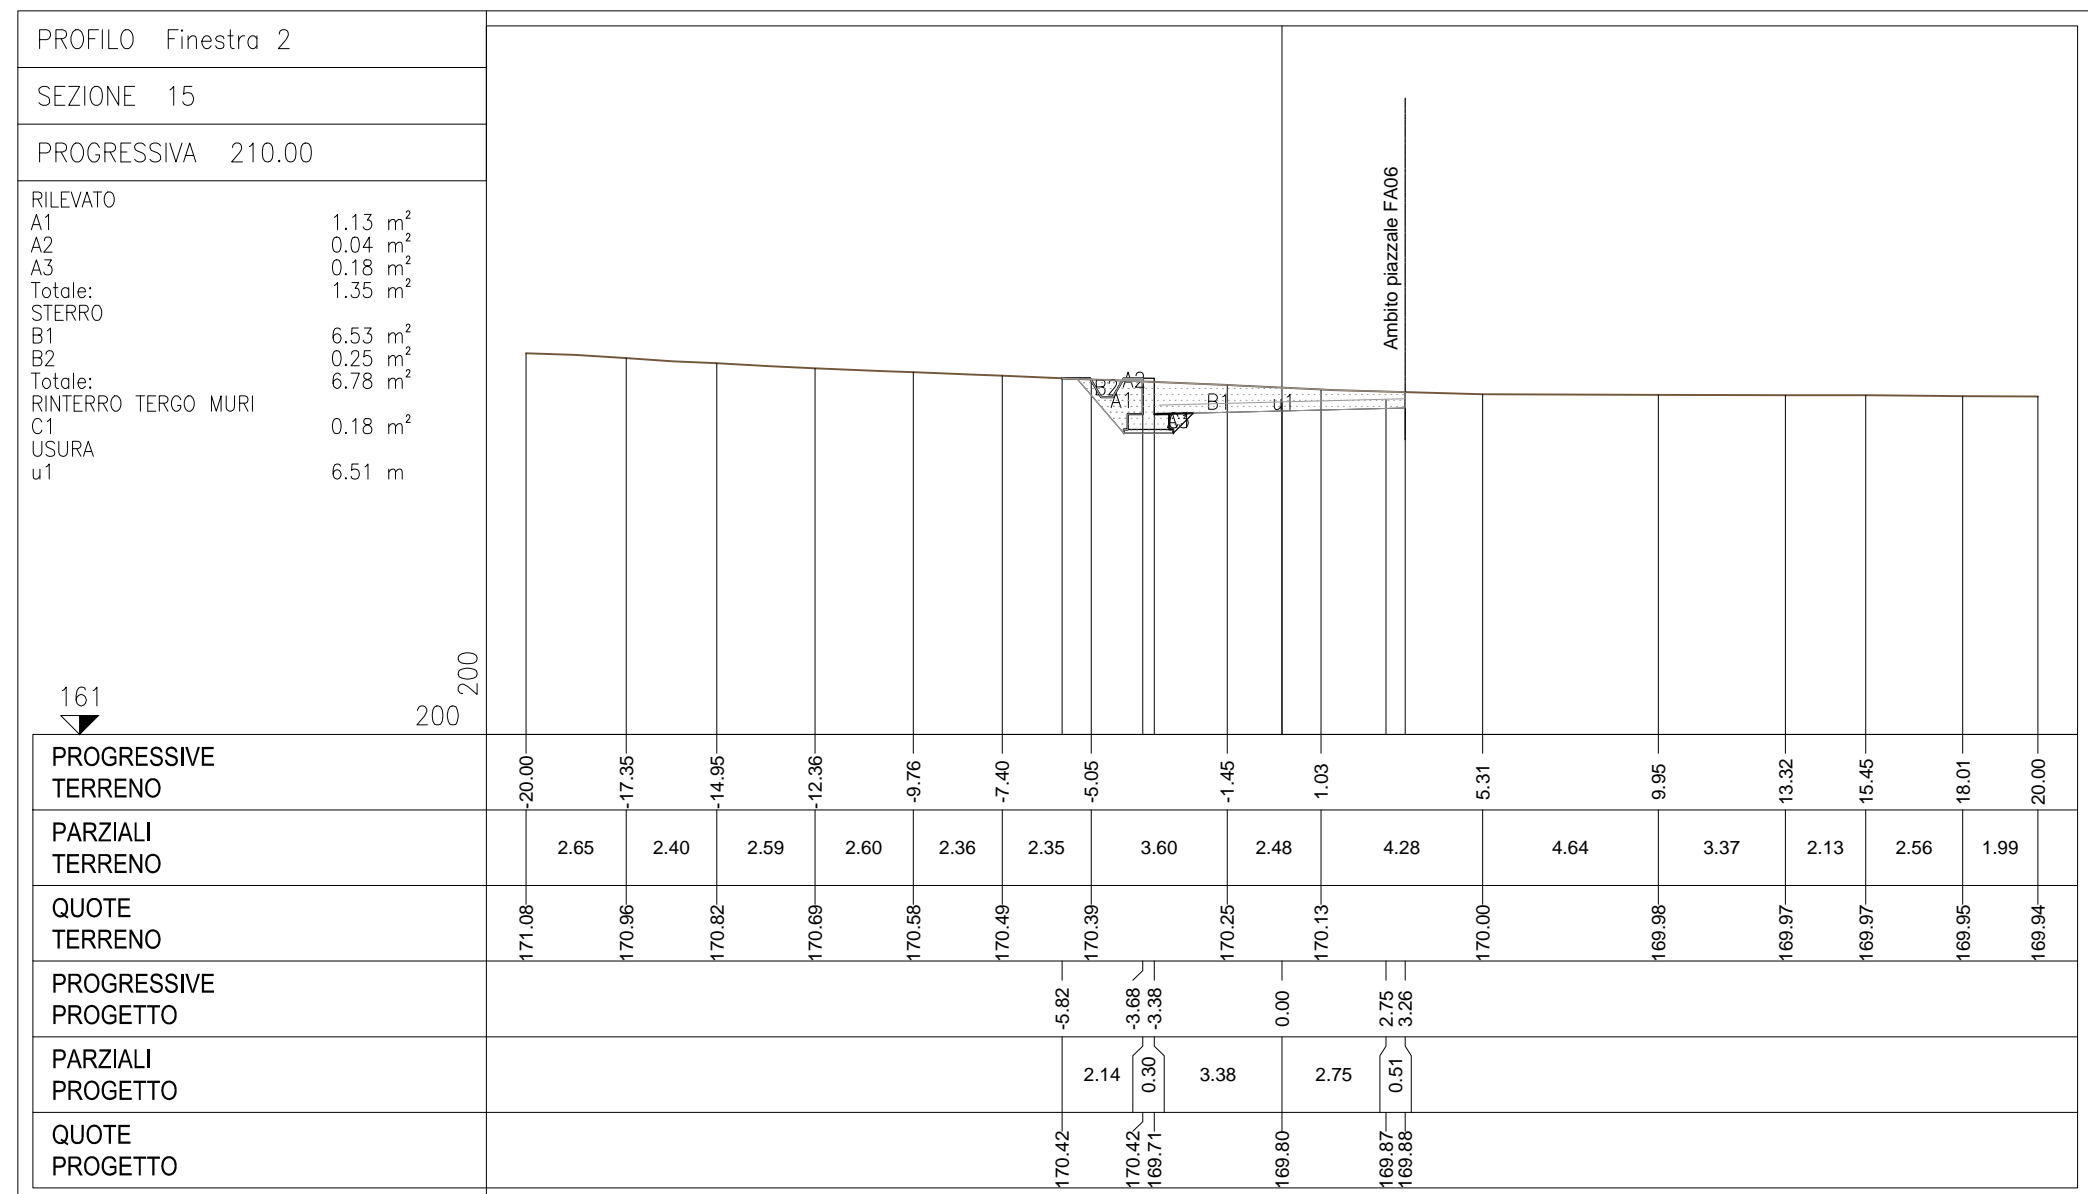 PROFILO Finestra 2
SEZIONE 15
PROGRESSIVA 210.00
RILEVATO
A1 1.13 m²
A2 0.04 m²
A3 0.18 m²
Totale: 1.35 m²
STERRO
B1 6.53 m²
B2 0.25 m²
Totale: 6.78 m²
RINTERRO TERGO MURI
C1 0.18 m²
USURA
u1 6.51 m
161
200
200
Ambito piazzale FA06
B2
A2
A1
B1
u1
A3
PROGRESSIVE
TERRENO
-20.00 -17.35 -14.95 -12.36 -9.76 -7.40 -5.05 -1.45 1.03 5.31 9.95 13.32 15.45 18.01 20.00
PARZIALI
TERRENO
2.65 2.40 2.59 2.60 2.36 2.35 3.60 2.48 4.28 4.64 3.37 2.13 2.56 1.99
QUOTE
TERRENO
171.08 170.96 170.82 170.69 170.58 170.49 170.39 170.25 170.13 170.00 169.98 169.97 169.97 169.95 169.94
PROGRESSIVE
PROGETTO
-5.82 -3.68 -3.38 0.00 2.75 3.26
PARZIALI
PROGETTO
2.14 0.30 3.38 2.75 0.51
QUOTE
PROGETTO
170.42 170.42 169.71 169.80 169.87 169.88